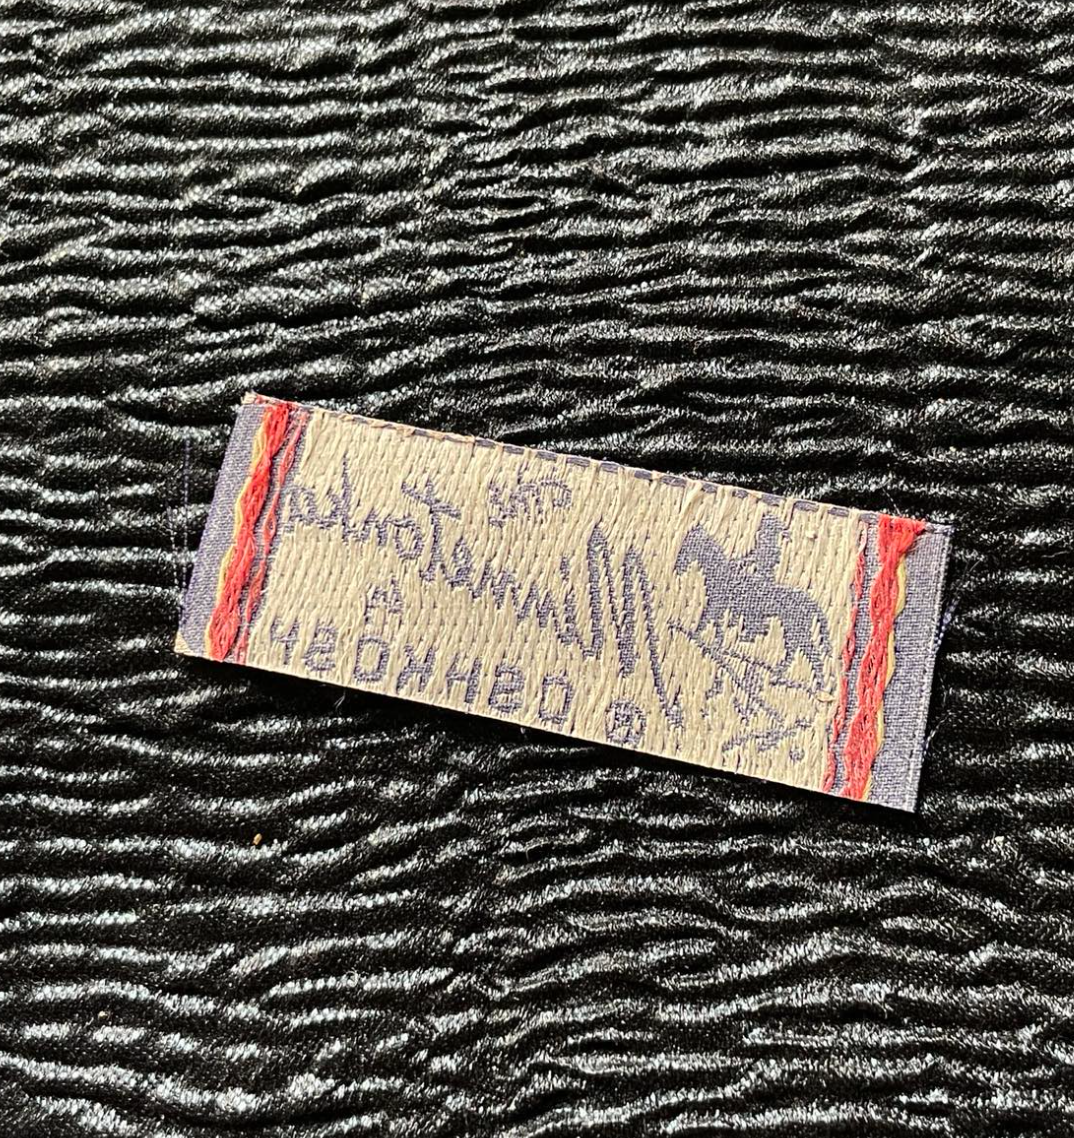 The
Minnetonka
by
® OSHKOSH